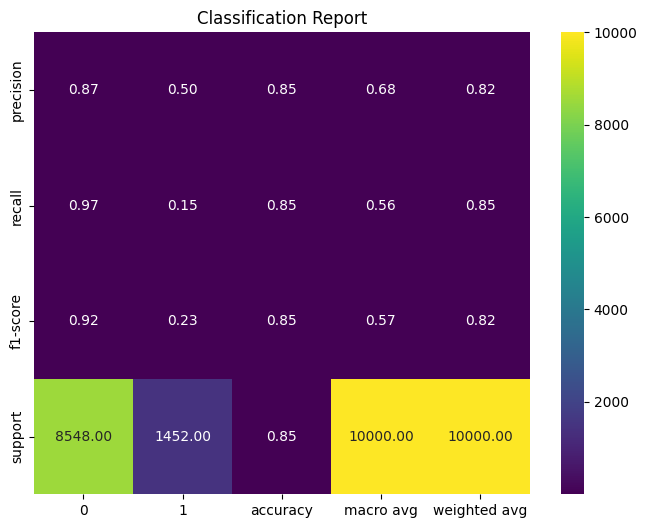 Classification Report
precision 0.87 0.50 0.85 0.68 0.82
recall 0.97 0.15 0.85 0.56 0.85
f1-score 0.92 0.23 0.85 0.57 0.82
support 8548.00 1452.00 0.85 10000.00 10000.00
0 1 accuracy macro avg weighted avg
10000
8000
6000
4000
2000